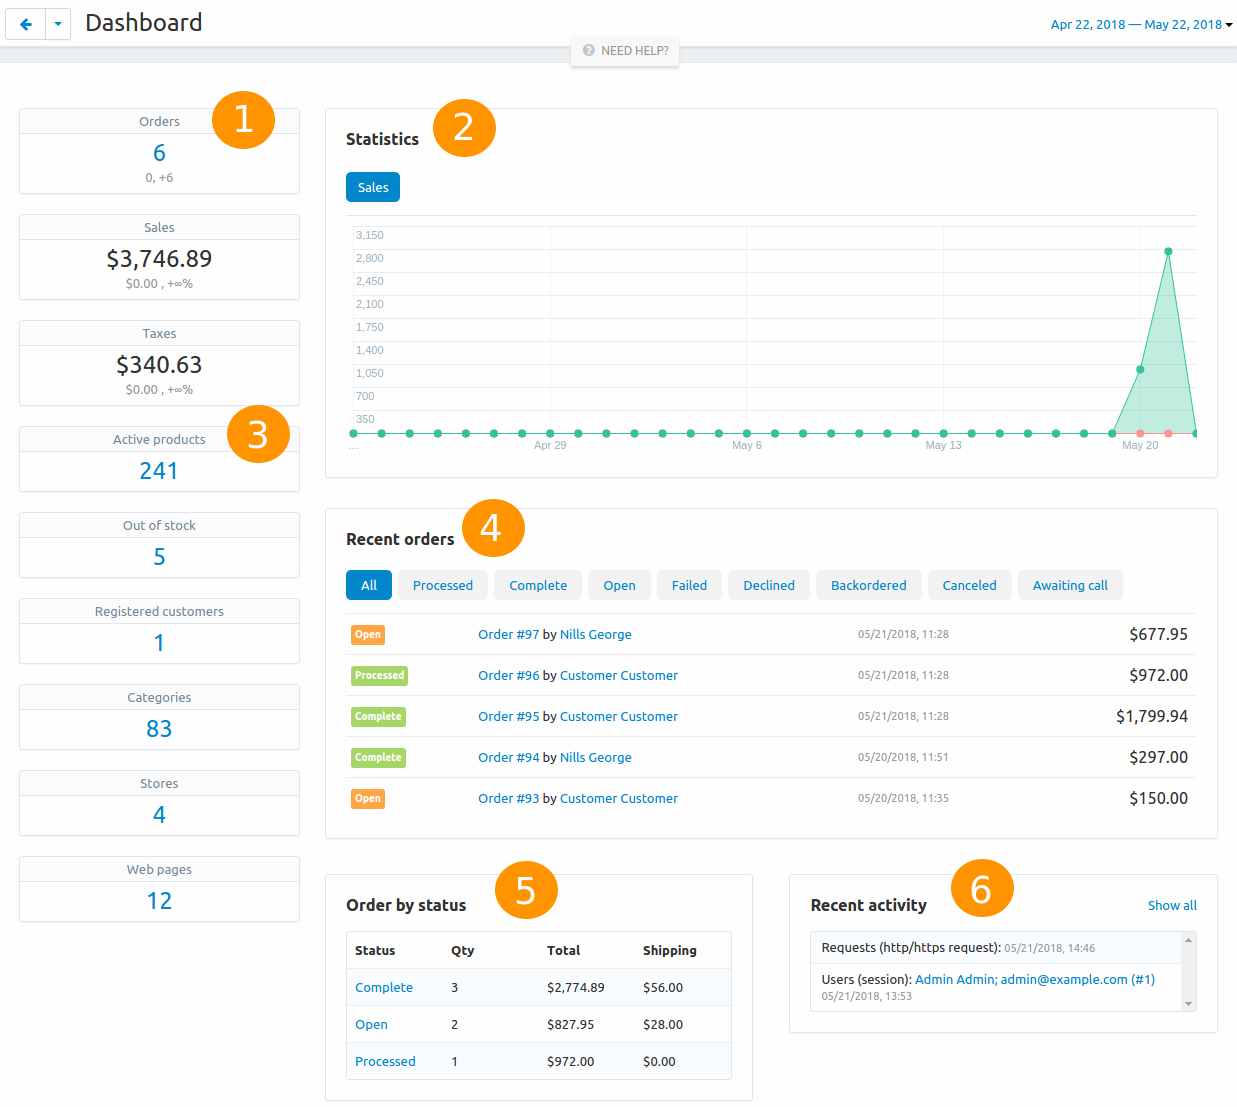 Dashboard
Apr 22, 2018 — May 22, 2018
NEED HELP?
Orders
1
6
0, +6
Sales
$3,746.89
$0.00 , +∞%
Taxes
$340.63
$0.00 , +∞%
Active products
3
241
Out of stock
5
Registered customers
1
Categories
83
Stores
4
Web pages
12
Statistics
2
Sales
3,150
2,800
2,450
2,100
1,750
1,400
1,050
700
350
... Apr 29 May 6 May 13 May 20
Recent orders
4
All Processed Complete Open Failed Declined Backordered Canceled Awaiting call
Open Order #97 by Nills George 05/21/2018, 11:28 $677.95
Processed Order #96 by Customer Customer 05/21/2018, 11:28 $972.00
Complete Order #95 by Customer Customer 05/21/2018, 11:28 $1,799.94
Complete Order #94 by Nills George 05/20/2018, 11:51 $297.00
Open Order #93 by Customer Customer 05/20/2018, 11:35 $150.00
Order by status
5
Status Qty Total Shipping
Complete 3 $2,774.89 $56.00
Open 2 $827.95 $28.00
Processed 1 $972.00 $0.00
Recent activity
6
Show all
Requests (http/https request): 05/21/2018, 14:46
Users (session): Admin Admin; admin@example.com (#1)
05/21/2018, 13:53